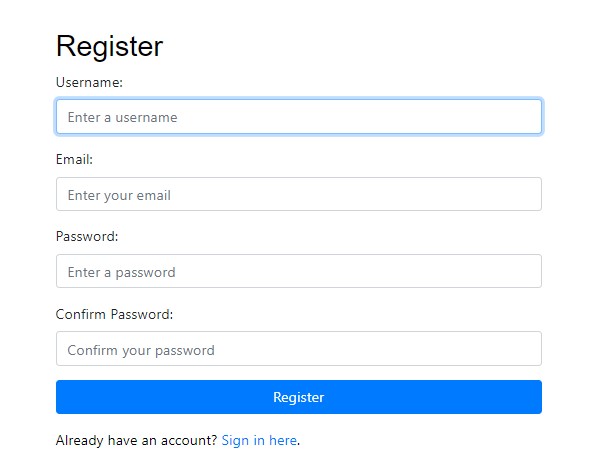 Register
Username:
Enter a username
Email:
Enter your email
Password:
Enter a password
Confirm Password:
Confirm your password
Register
Already have an account? Sign in here.